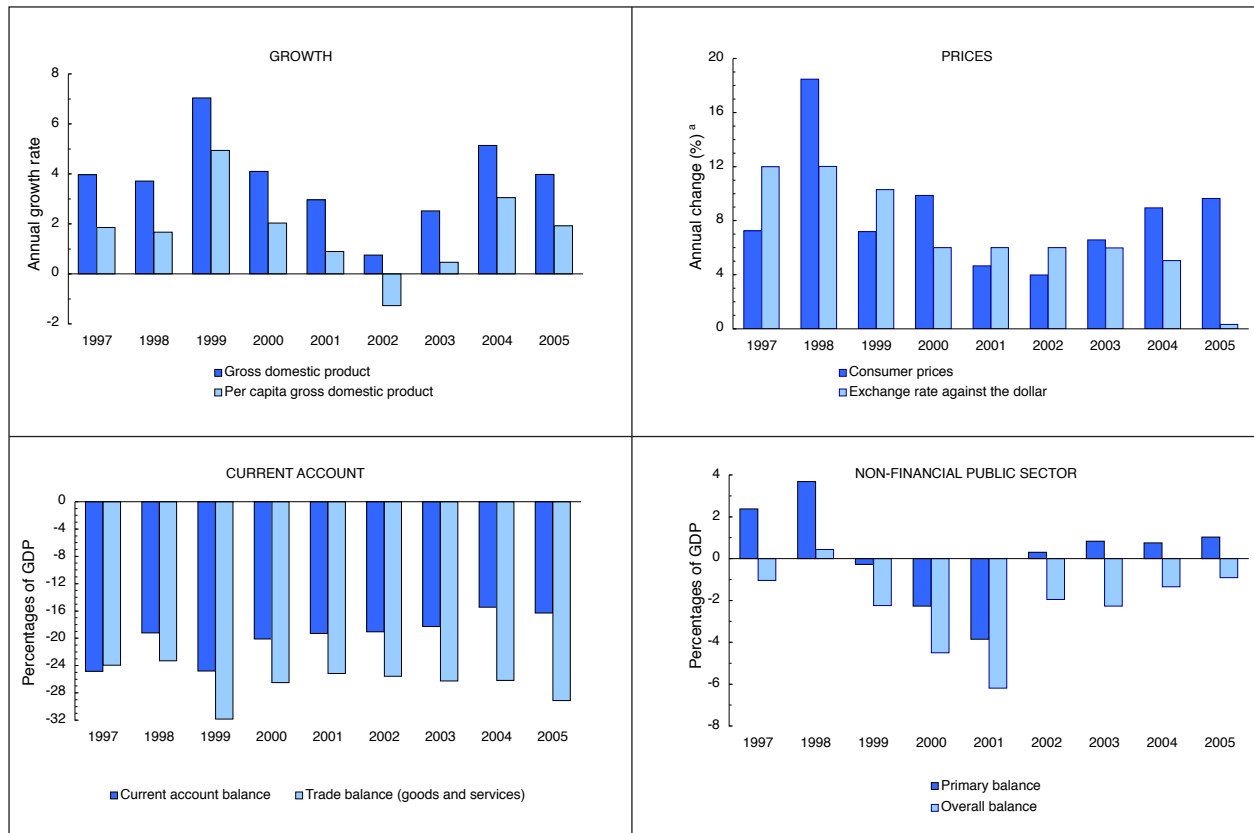 GROWTH
Annual growth rate
8
6
4
2
0
-2
1997 1998 1999 2000 2001 2002 2003 2004 2005
Gross domestic product
Per capita gross domestic product
PRICES
Annual change (%) a
20
16
12
8
4
0
1997 1998 1999 2000 2001 2002 2003 2004 2005
Consumer prices
Exchange rate against the dollar
CURRENT ACCOUNT
Percentages of GDP
0
-4
-8
-12
-16
-20
-24
-28
-32
1997 1998 1999 2000 2001 2002 2003 2004 2005
Current account balance Trade balance (goods and services)
NON-FINANCIAL PUBLIC SECTOR
Percentages of GDP
4
2
0
-2
-4
-6
-8
1997 1998 1999 2000 2001 2002 2003 2004 2005
Primary balance
Overall balance